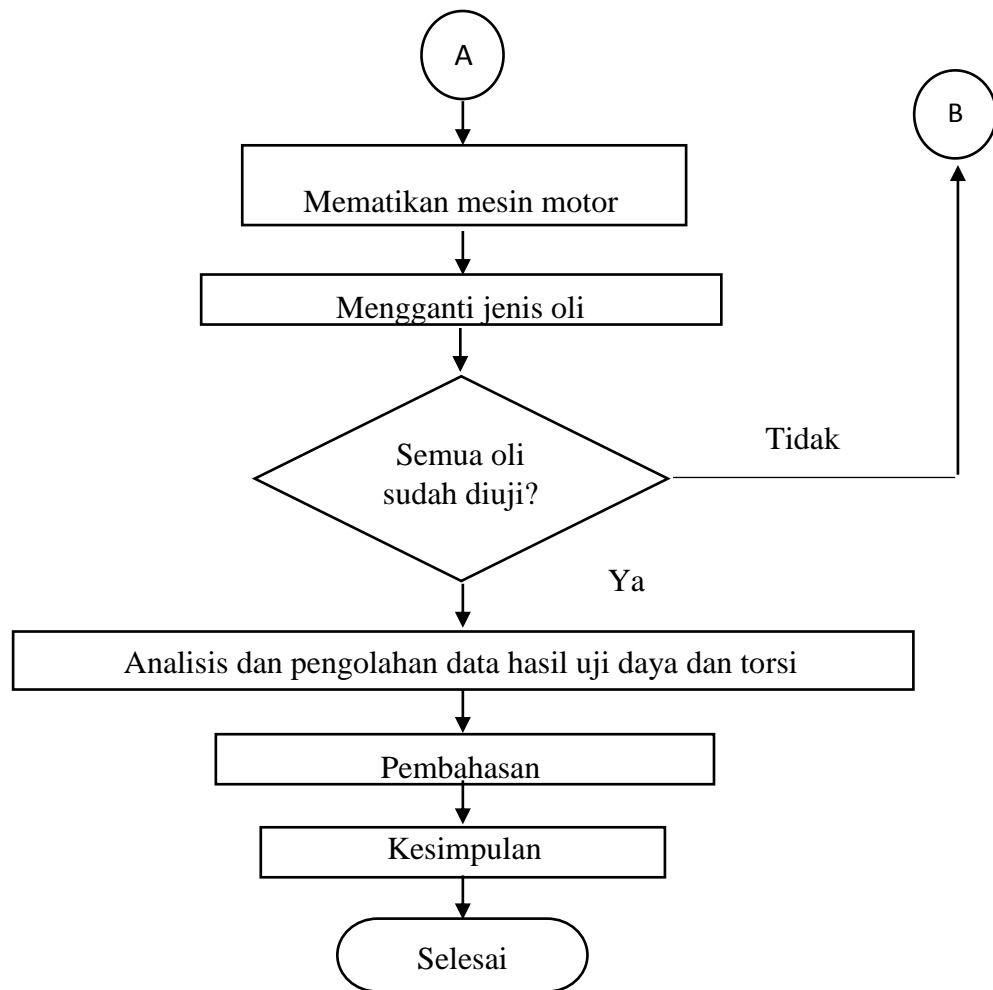 A
B
Mematikan mesin motor
Mengganti jenis oli
Semua oli
sudah diuji?
Tidak
Ya
Analisis dan pengolahan data hasil uji daya dan torsi
Pembahasan
Kesimpulan
Selesai